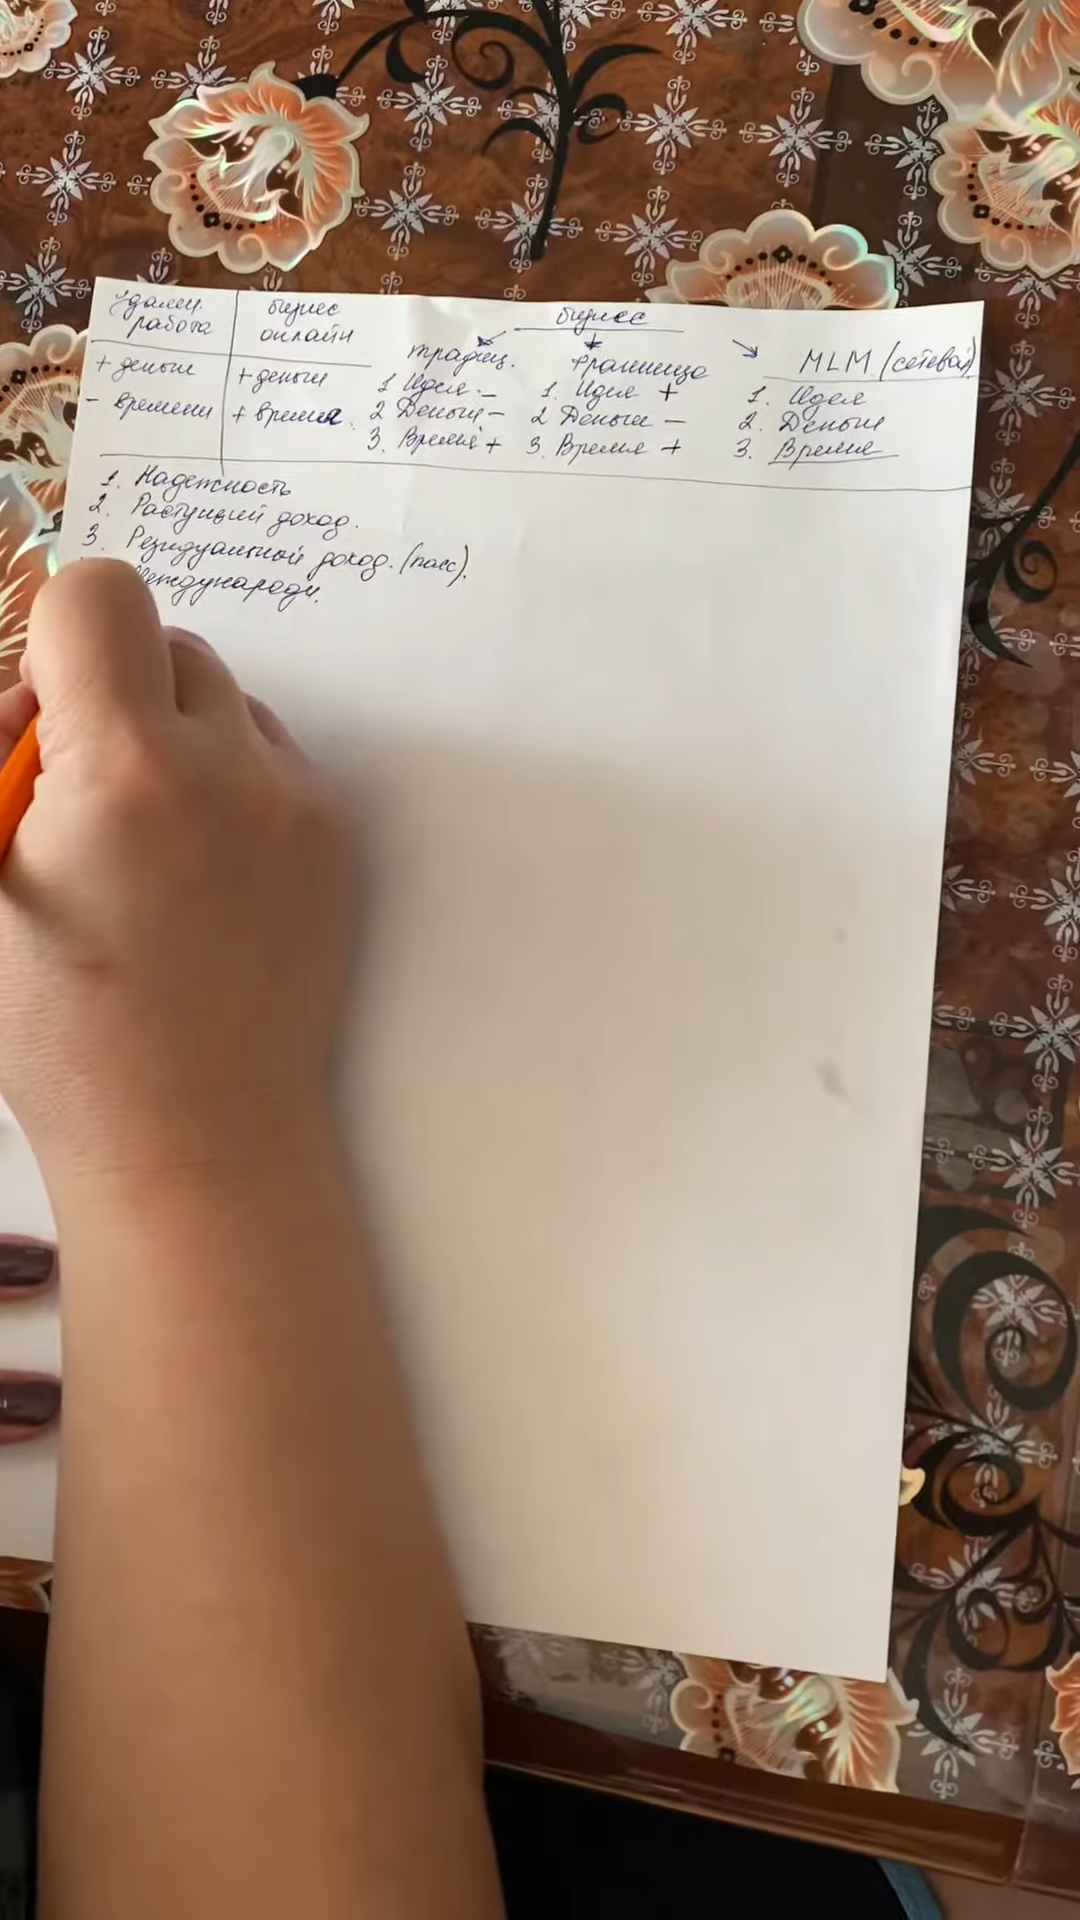 Удален. работа
+ деньги
- времени
бизнес онлайн
+ деньги
+ время.
бизнес
традиц.
1 Идея -
2 Деньги -
3. Время +
Франшиза
1. Идея +
2 Деньги -
3. Время +
MLM (сетевой)
1. Идея
2. Деньги
3. Время
1. Надежность
2. Растущий доход.
3. Резидуальный доход. (пасс).
Международн.